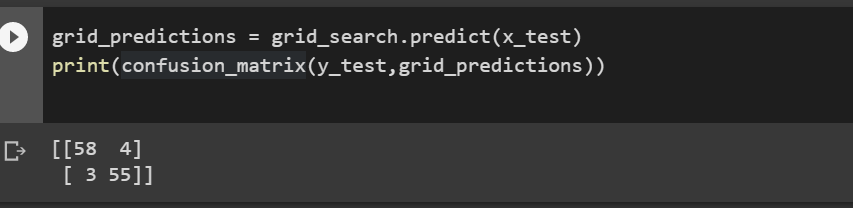 grid_predictions = grid_search.predict(x_test)
print(confusion_matrix(y_test,grid_predictions))
[[58  4]
 [ 3 55]]